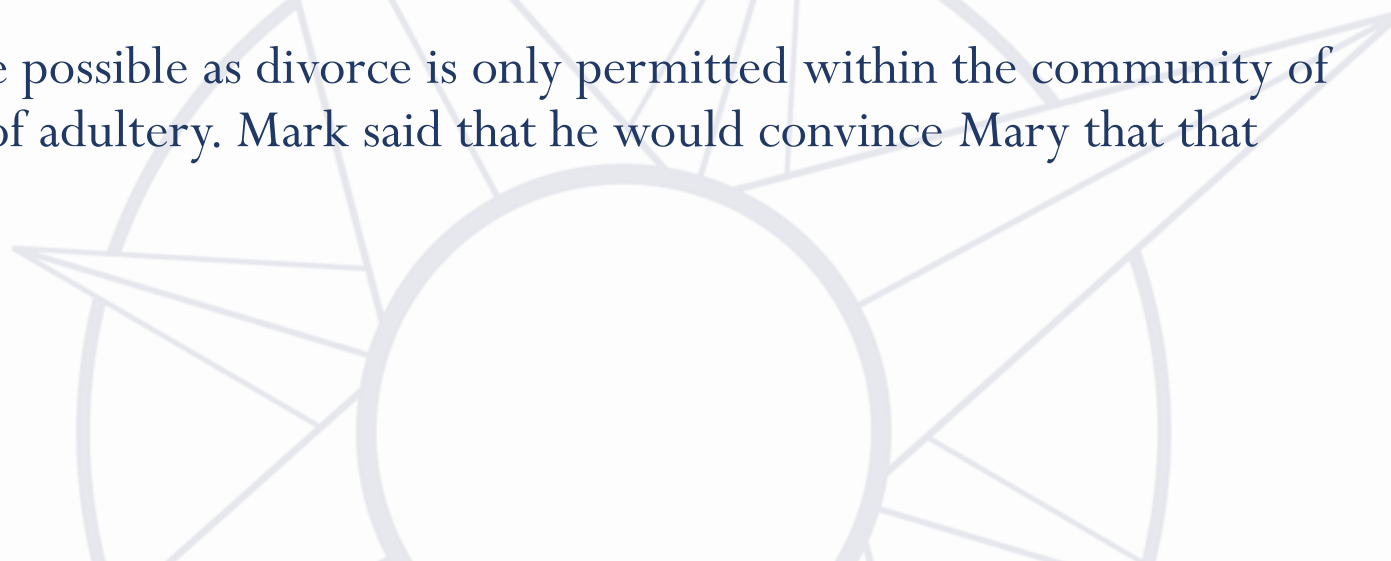 possible as divorce is only permitted within the community of
of adultery. Mark said that he would convince Mary that that